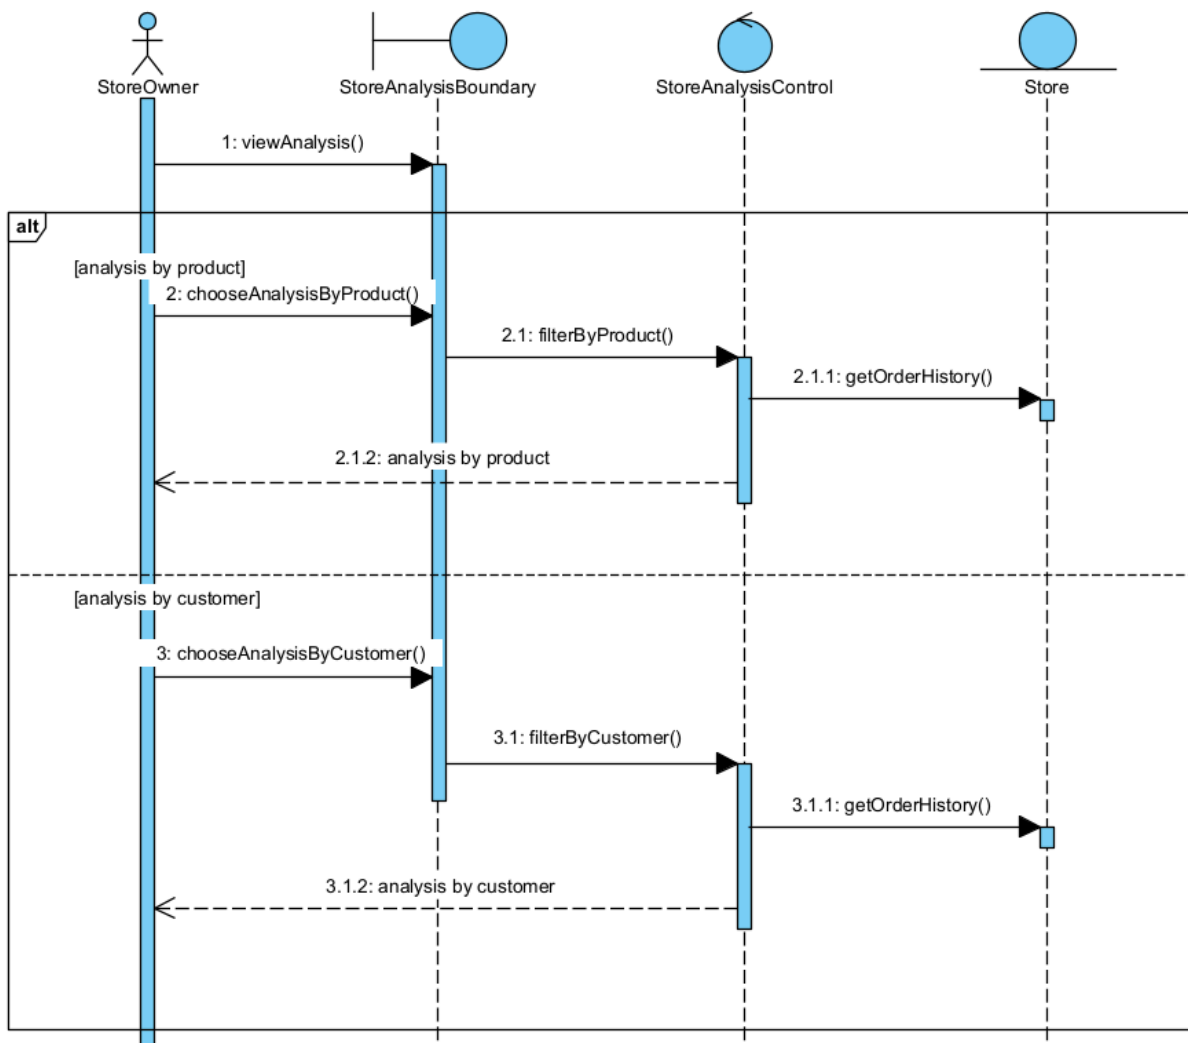 StoreOwner
StoreAnalysisBoundary
StoreAnalysisControl
Store
1: viewAnalysis()
alt
[analysis by product]
2: chooseAnalysisByProduct()
2.1: filterByProduct()
2.1.1: getOrderHistory()
2.1.2: analysis by product
[analysis by customer]
3: chooseAnalysisByCustomer()
3.1: filterByCustomer()
3.1.1: getOrderHistory()
3.1.2: analysis by customer